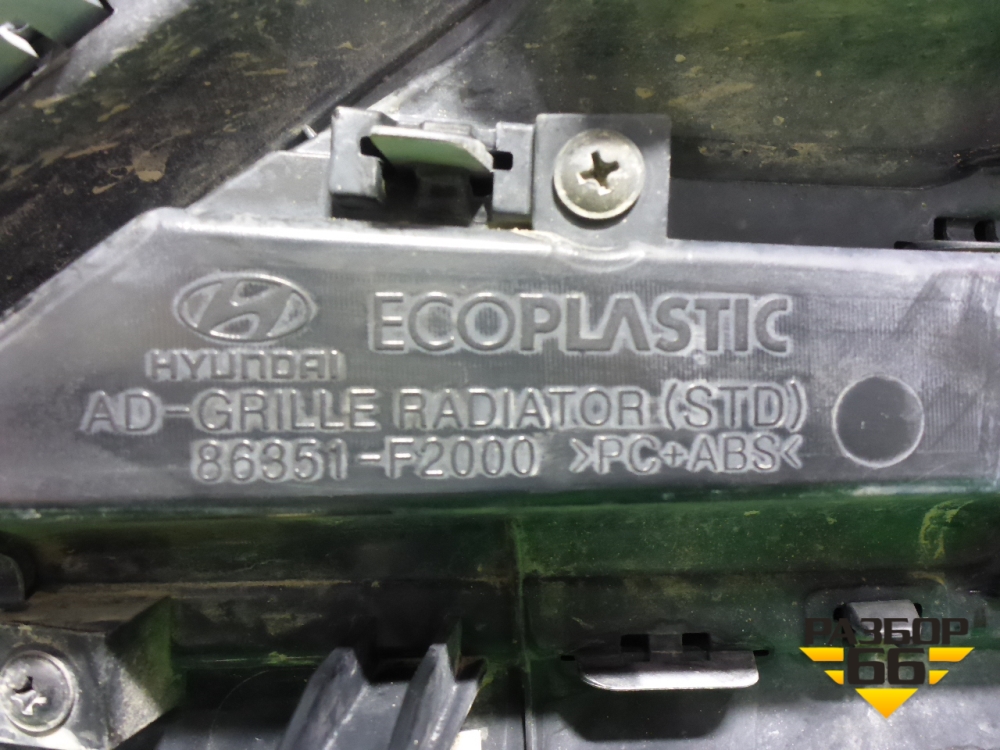 ECOPLASTIC
HYUNDAI
AD-GRILLE RADIATOR (STD)
86351-F2000 >PC+ABS<
РАЗБОР
66